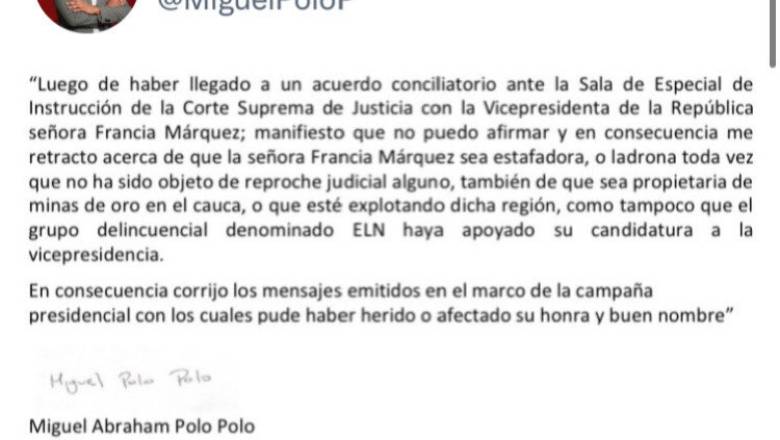 @MiguelPoloP
“Luego de haber llegado a un acuerdo conciliatorio ante la Sala de Especial de
Instrucción de la Corte Suprema de Justicia con la Vicepresidenta de la República
señora Francia Márquez; manifiesto que no puedo afirmar y en consecuencia me
retracto acerca de que la señora Francia Márquez sea estafadora, o ladrona toda vez
que no ha sido objeto de reproche judicial alguno, también de que sea propietaria de
minas de oro en el cauca, o que esté explotando dicha región, como tampoco que el
grupo delincuencial denominado ELN haya apoyado su candidatura a la
vicepresidencia.
En consecuencia corrijo los mensajes emitidos en el marco de la campaña
presidencial con los cuales pude haber herido o afectado su honra y buen nombre”
Miguel Polo Polo
Miguel Abraham Polo Polo